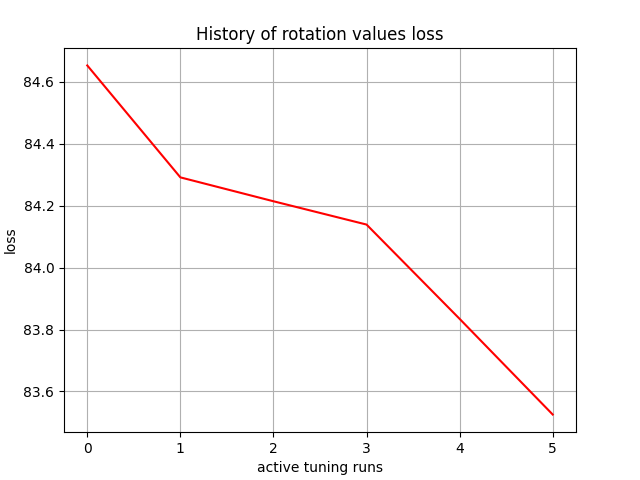 History of rotation values loss
84.6
84.4
84.2
84.0
83.8
83.6
loss
0 1 2 3 4 5
active tuning runs